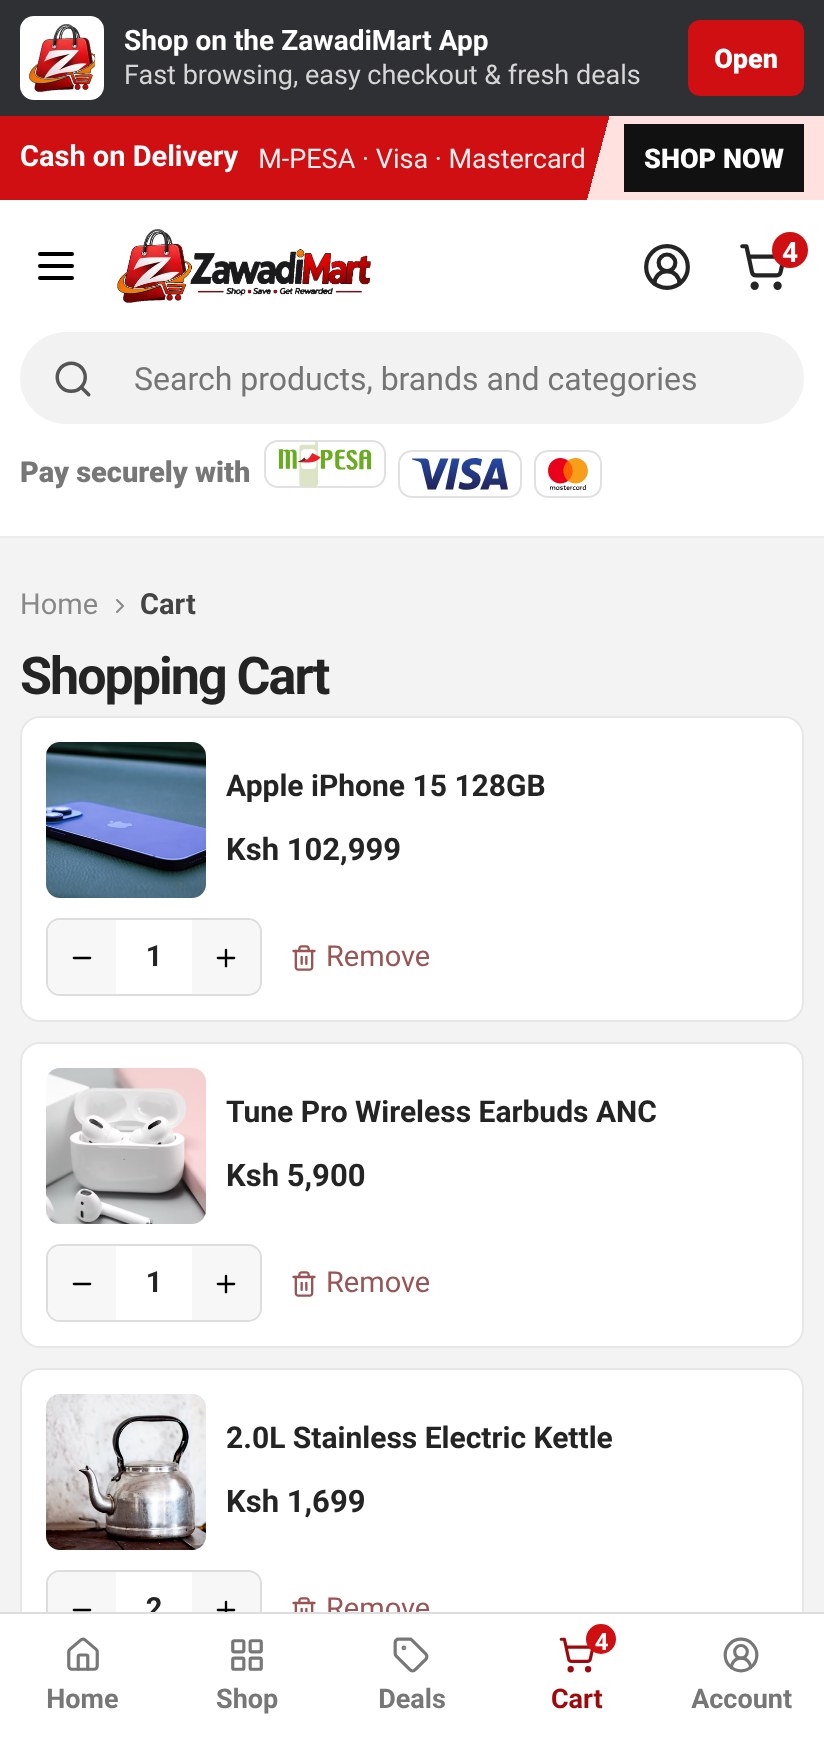 Shop on the ZawadiMart App
Fast browsing, easy checkout & fresh deals
Open
Cash on Delivery M-PESA · Visa · Mastercard SHOP NOW
ZawadiMart
Shop • Save • Get Rewarded
4
Search products, brands and categories
Pay securely with M-PESA VISA mastercard
Home > Cart
Shopping Cart
Apple iPhone 15 128GB
Ksh 102,999
− 1 + Remove
Tune Pro Wireless Earbuds ANC
Ksh 5,900
− 1 + Remove
2.0L Stainless Electric Kettle
Ksh 1,699
− 2 + Remove
4
Home Shop Deals Cart Account